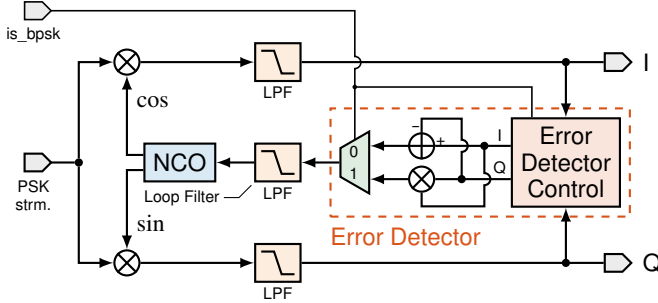 is_bpsk
I
LPF
cos
I
Q
Error
Detector
Control
0
1
−
+
NCO
LPF
Loop Filter
PSK
strm.
sin
Error Detector
LPF
Q